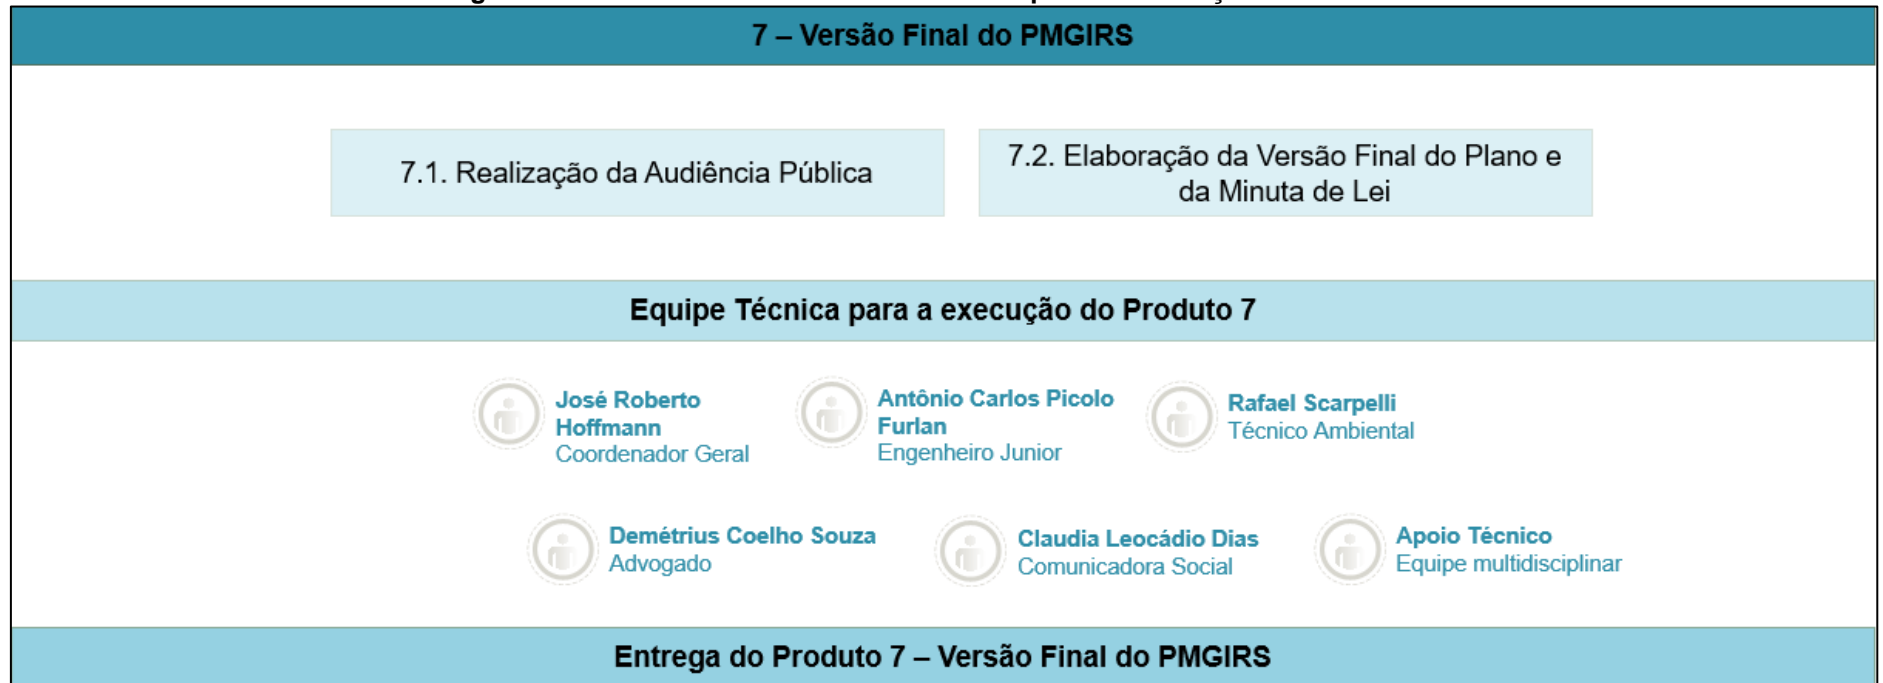 7 – Versão Final do PMGIRS
7.1. Realização da Audiência Pública
7.2. Elaboração da Versão Final do Plano e
da Minuta de Lei
Equipe Técnica para a execução do Produto 7
José Roberto
Hoffmann
Coordenador Geral
Antônio Carlos Picolo
Furlan
Engenheiro Junior
Rafael Scarpelli
Técnico Ambiental
Demétrius Coelho Souza
Advogado
Claudia Leocádio Dias
Comunicadora Social
Apoio Técnico
Equipe multidisciplinar
Entrega do Produto 7 – Versão Final do PMGIRS